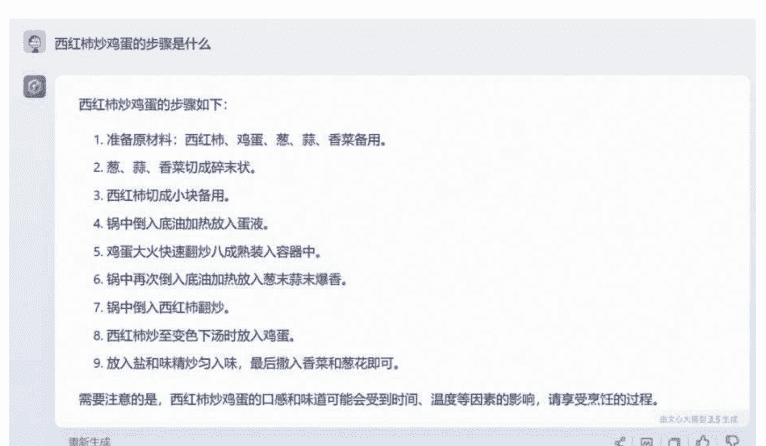 西红柿炒鸡蛋的步骤是什么
西红柿炒鸡蛋的步骤如下：
1. 准备原材料：西红柿、鸡蛋、葱、蒜、香菜备用。
2. 葱、蒜、香菜切成碎末状。
3. 西红柿切成小块备用。
4. 锅中倒入底油加热放入蛋液。
5. 鸡蛋大火快速翻炒八成熟装入容器中。
6. 锅中再次倒入底油加热放入葱末蒜末爆香。
7. 锅中倒入西红柿翻炒。
8. 西红柿炒至变色下汤时放入鸡蛋。
9. 放入盐和味精炒匀入味，最后撒入香菜和葱花即可。
需要注意的是，西红柿炒鸡蛋的口感和味道可能会受到时间、温度等因素的影响，请享受烹饪的过程。
由文心大模型3.5生成
重新生成